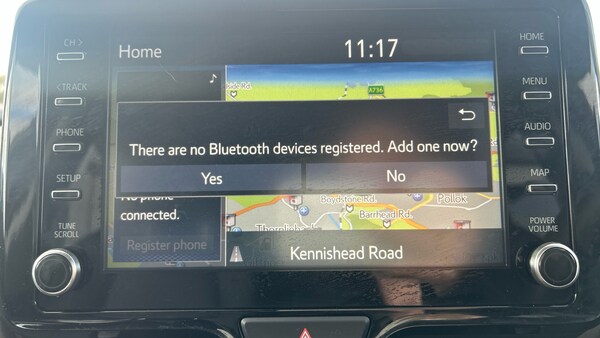 CH >
< TRACK
PHONE
SETUP
TUNE
SCROLL
Home
11:17
A736
There are no Bluetooth devices registered. Add one now?
Yes
No
connected.
Register phone
Boydstone Rd.
Pollok
Barrhead Rd.
Kennishead Road
HOME
MENU
AUDIO
MAP
POWER
VOLUME